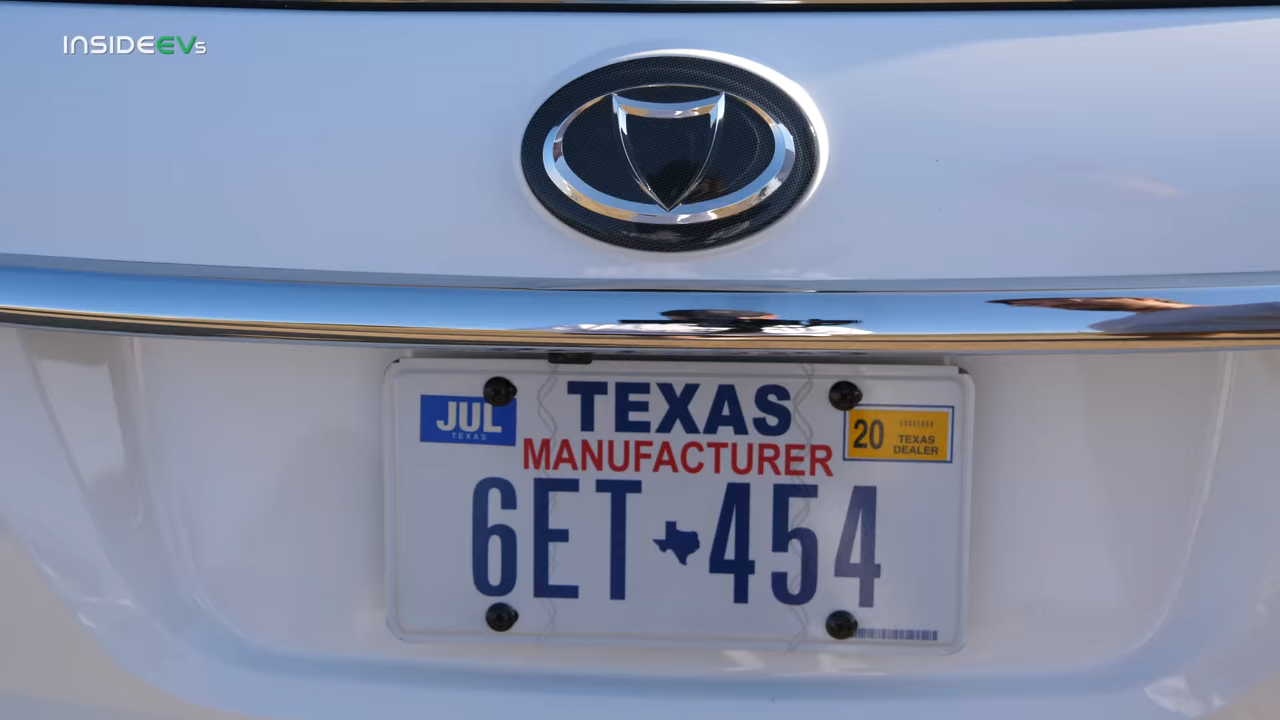 INSIDEEVs
TEXAS
JUL
TEXAS
20
TEXAS
DEALER
MANUFACTURER
6ET 454